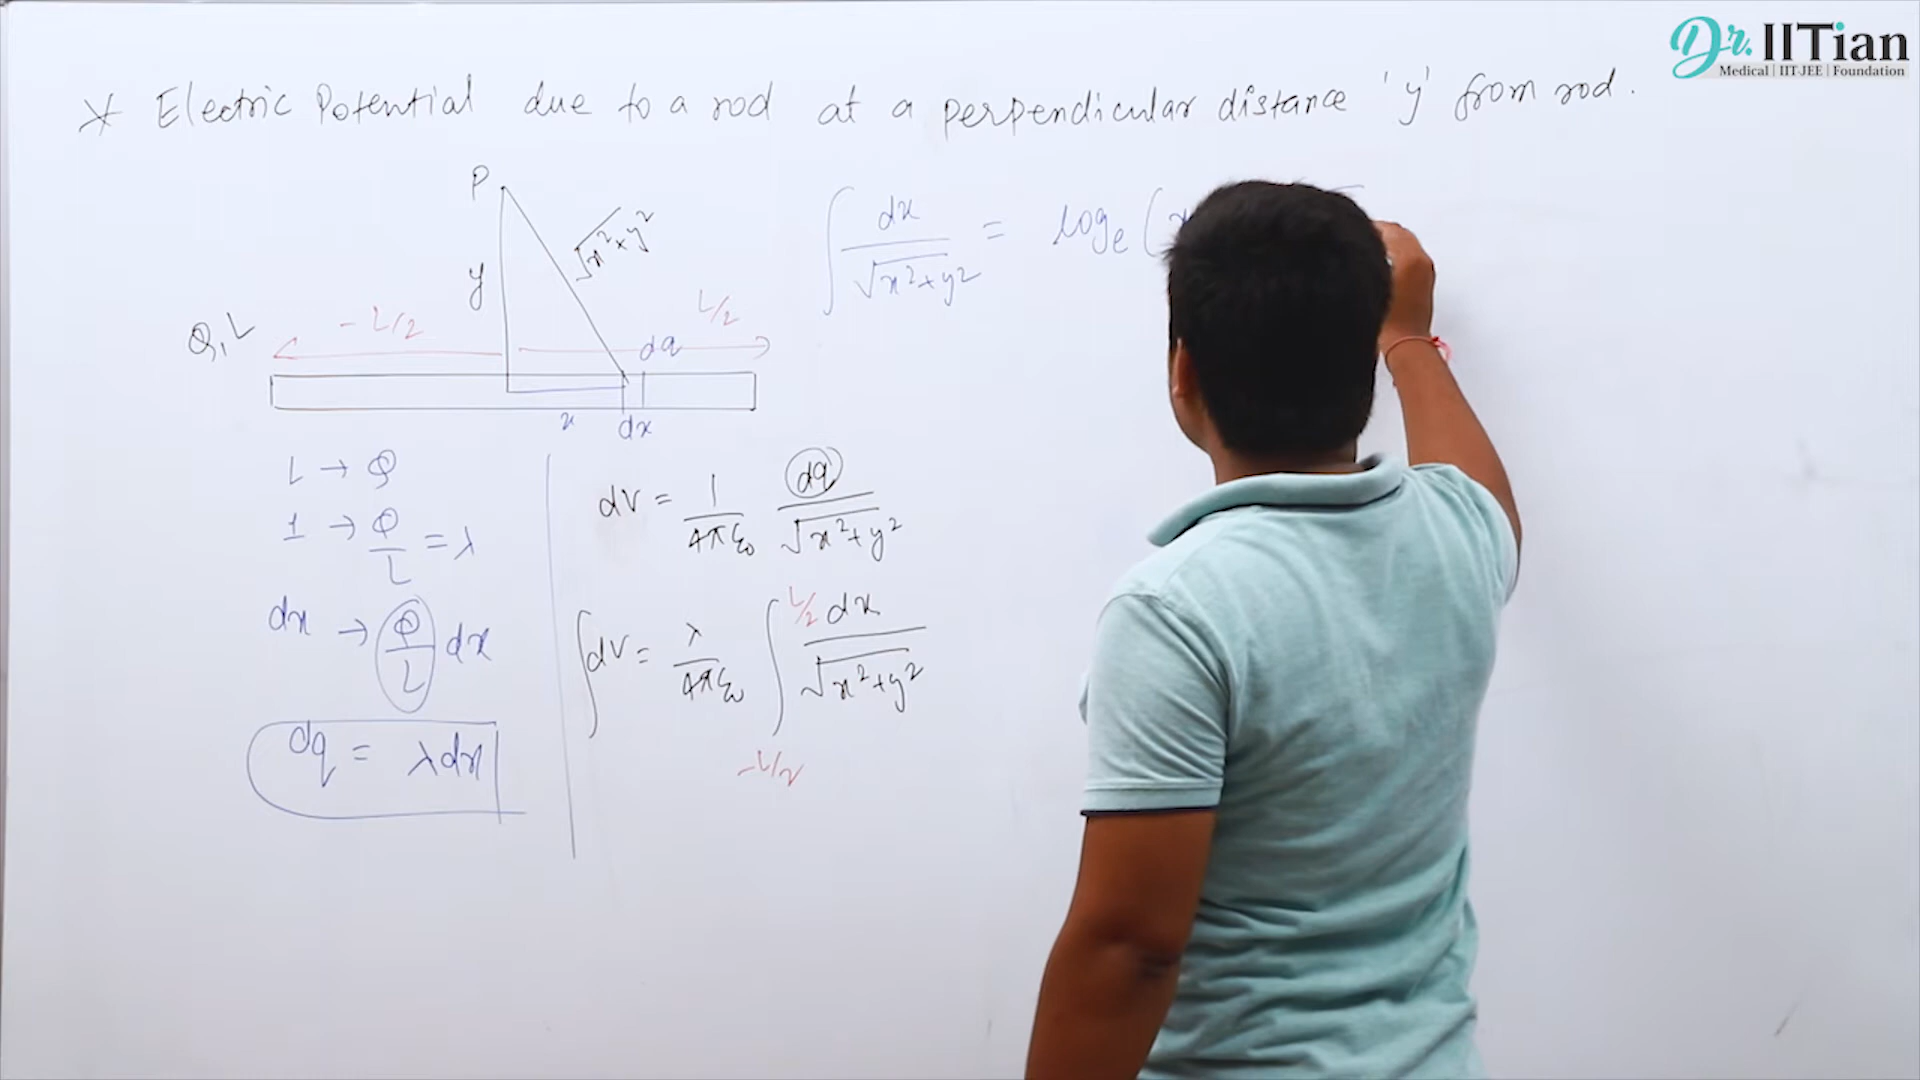 Dr. IITian
Medical | IIT-JEE | Foundation
* Electric Potential due to a rod at a perpendicular distance 'y' from rod.
P
y
√x²+y²
Q, L
-L/2
L/2
dq
x
dx
∫ dx / √x²+y² = logₑ (x
L → Q
1 → Q/L = λ
dx → Q/L dx
dq = λdx
dV = 1/4πε₀ dq/√x²+y²
∫dV = λ/4πε₀ ∫ L/2 -L/2 dx/√x²+y²